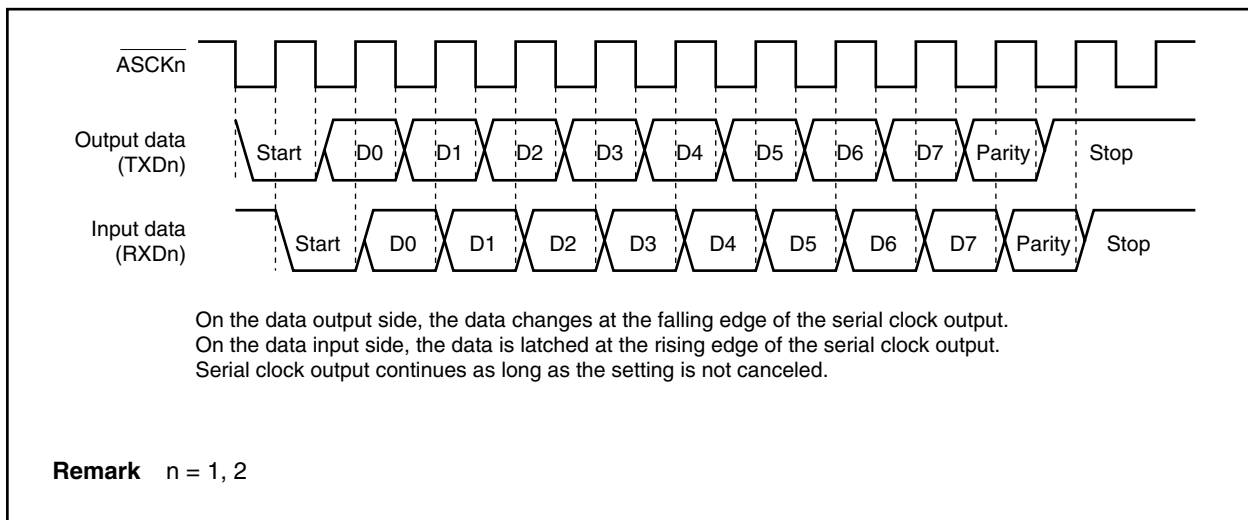 ASCKn
Output data
(TXDn)
Start D0 D1 D2 D3 D4 D5 D6 D7 Parity Stop
Input data
(RXDn)
Start D0 D1 D2 D3 D4 D5 D6 D7 Parity Stop
On the data output side, the data changes at the falling edge of the serial clock output.
On the data input side, the data is latched at the rising edge of the serial clock output.
Serial clock output continues as long as the setting is not canceled.
Remark n = 1, 2